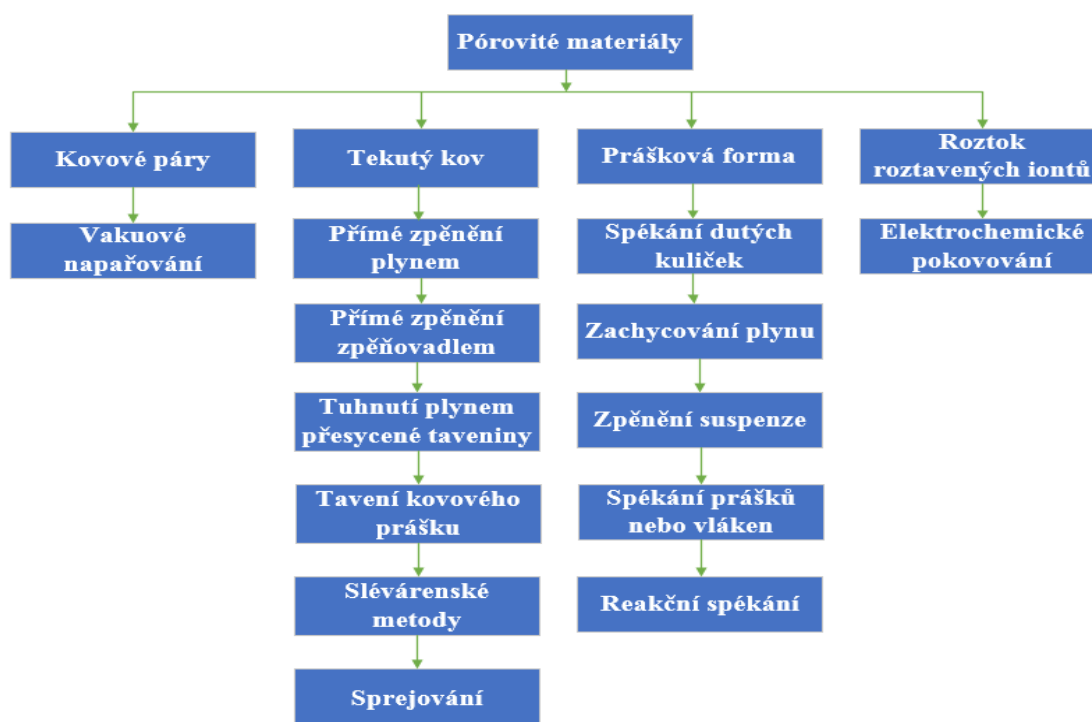 Pórovité materiály
Kovové páry
Tekutý kov
Prášková forma
Roztok
roztavených iontů
Vakuové
napařování
Přímé zpěnění
plynem
Spékání dutých
kuliček
Elektrochemické
pokovování
Přímé zpěnění
zpěňovadlem
Zachycování plynu
Tuhnutí plynem
přesycené taveniny
Zpěnění suspenze
Tavení kovového
prášku
Spékání prášků
nebo vláken
Slévárenské
metody
Reakční spékání
Sprejování